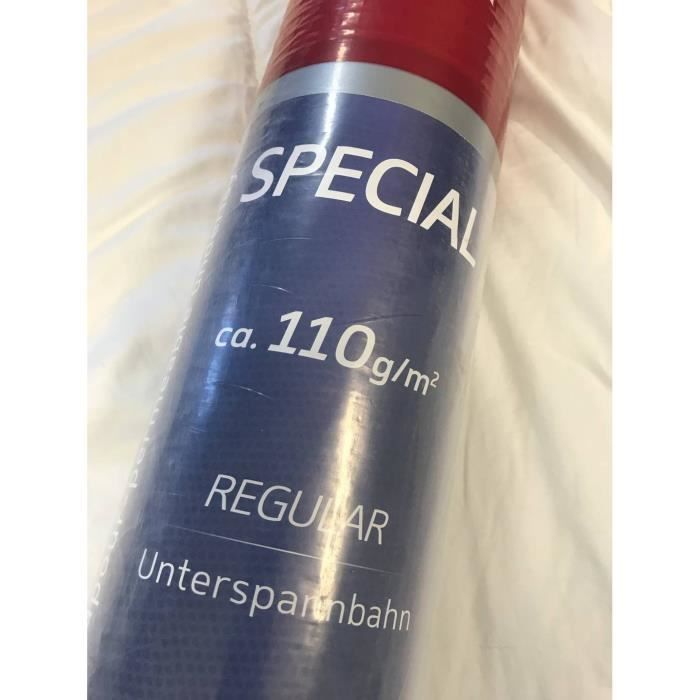 SPECIAL
ca. 110g/m²
REGULAR
Unterspannbahn